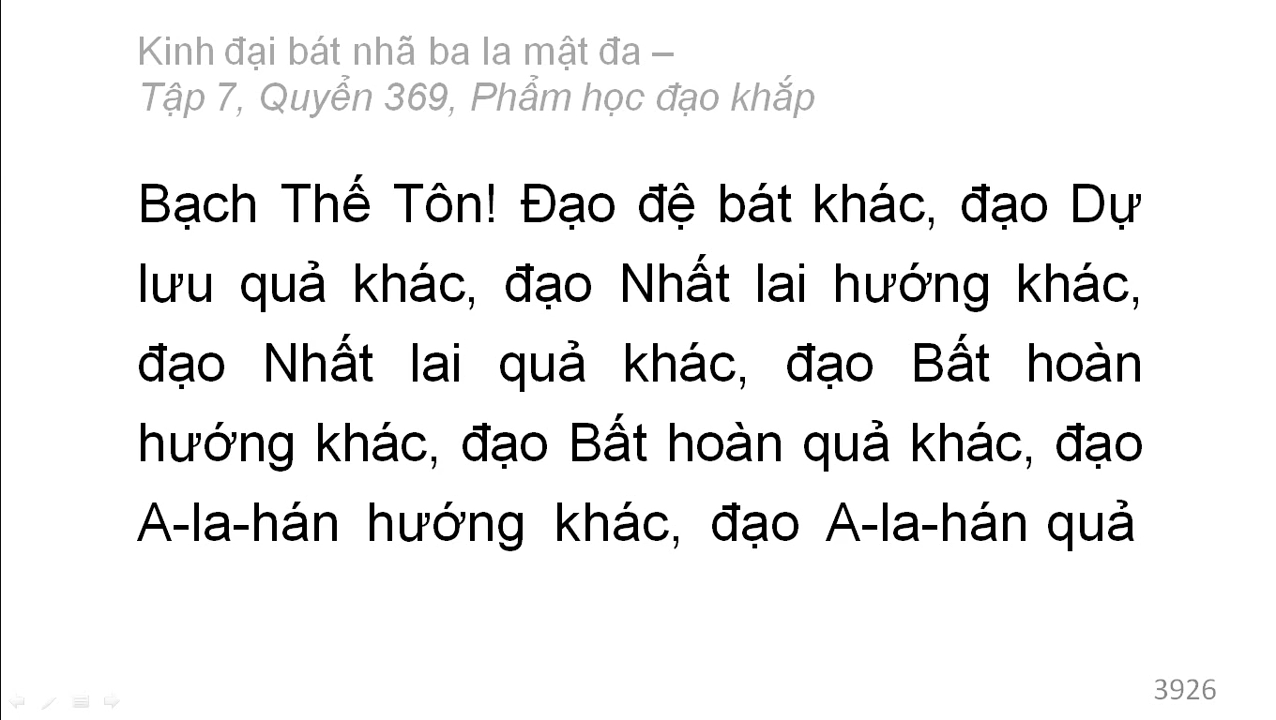 Kinh đại bát nhã ba la mật đa –
Tập 7, Quyển 369, Phẩm học đạo khắp
Bạch Thế Tôn! Đạo đệ bát khác, đạo Dự
lưu quả khác, đạo Nhất lai hướng khác,
đạo Nhất lai quả khác, đạo Bất hoàn
hướng khác, đạo Bất hoàn quả khác, đạo
A-la-hán hướng khác, đạo A-la-hán quả
3926